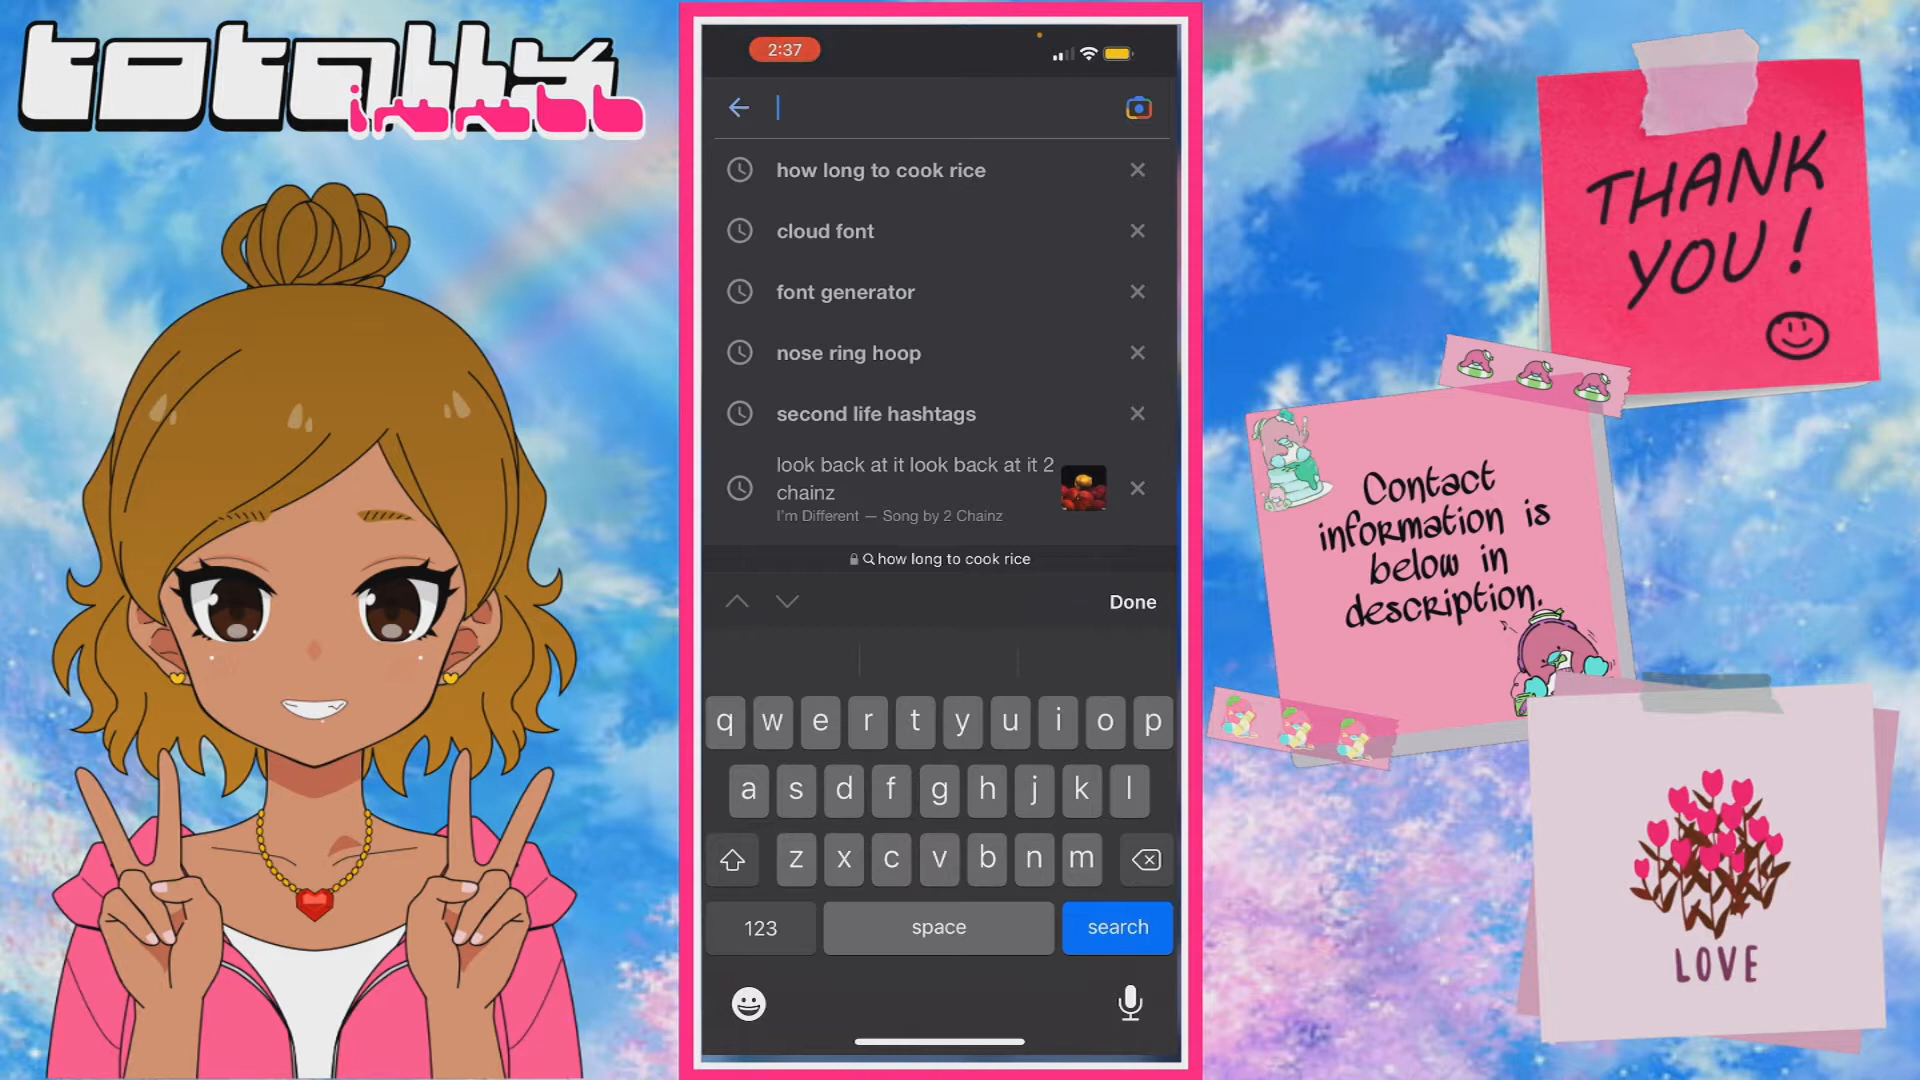 totally
2:37
how long to cook rice
cloud font
font generator
nose ring hoop
second life hashtags
look back at it look back at it 2
chainz
I'm Different — Song by 2 Chainz
how long to cook rice
Done
q w e r t y u i o p
a s d f g h j k l
z x c v b n m
123 space search
THANK
YOU!
Contact
information is
below in
description.
LOVE